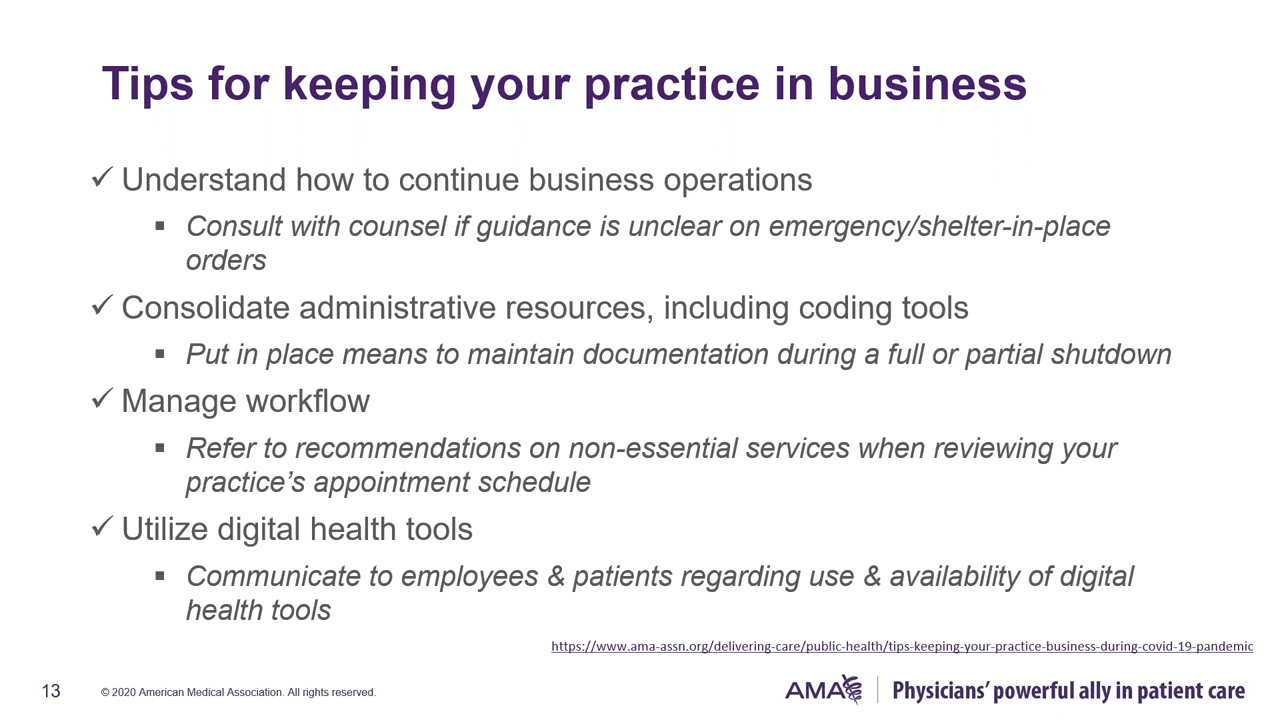 Tips for keeping your practice in business
✓ Understand how to continue business operations
▪ Consult with counsel if guidance is unclear on emergency/shelter-in-place
orders
✓ Consolidate administrative resources, including coding tools
▪ Put in place means to maintain documentation during a full or partial shutdown
✓ Manage workflow
▪ Refer to recommendations on non-essential services when reviewing your
practice’s appointment schedule
✓ Utilize digital health tools
▪ Communicate to employees & patients regarding use & availability of digital
health tools
https://www.ama-assn.org/delivering-care/public-health/tips-keeping-your-practice-business-during-covid-19-pandemic
13 © 2020 American Medical Association. All rights reserved. AMA Physicians’ powerful ally in patient care